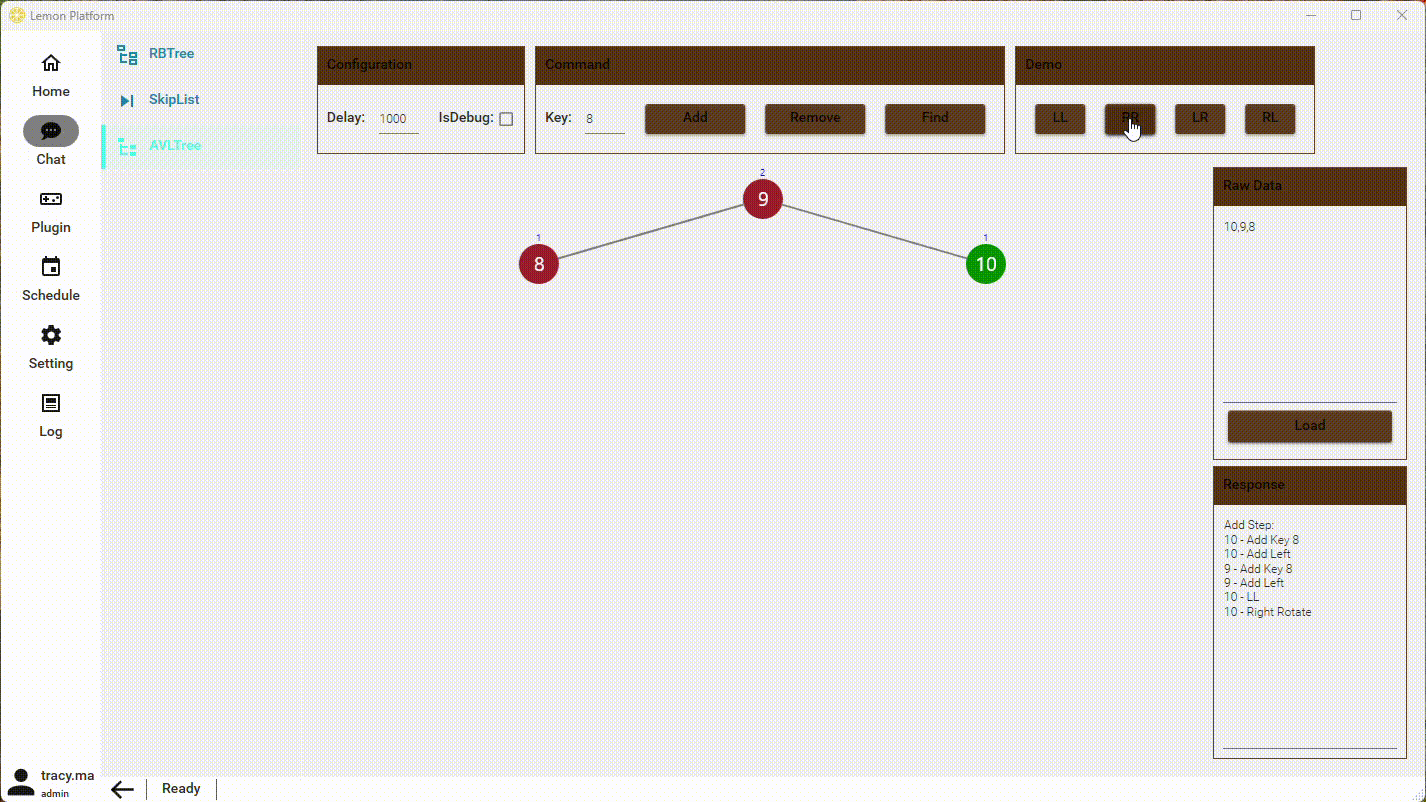 Lemon Platform
Home
Chat
Plugin
Schedule
Setting
Log
tracy.ma
admin
RBTree
SkipList
AVLTree
Configuration
Delay: 1000 IsDebug:
Command
Key: 8 Add Remove Find
Demo
LL RR LR RL
2
9
1
8
1
10
Raw Data
10,9,8
Load
Response
Add Step:
10 - Add Key 8
10 - Add Left
9 - Add Key 8
9 - Add Left
10 - LL
10 - Right Rotate
Ready